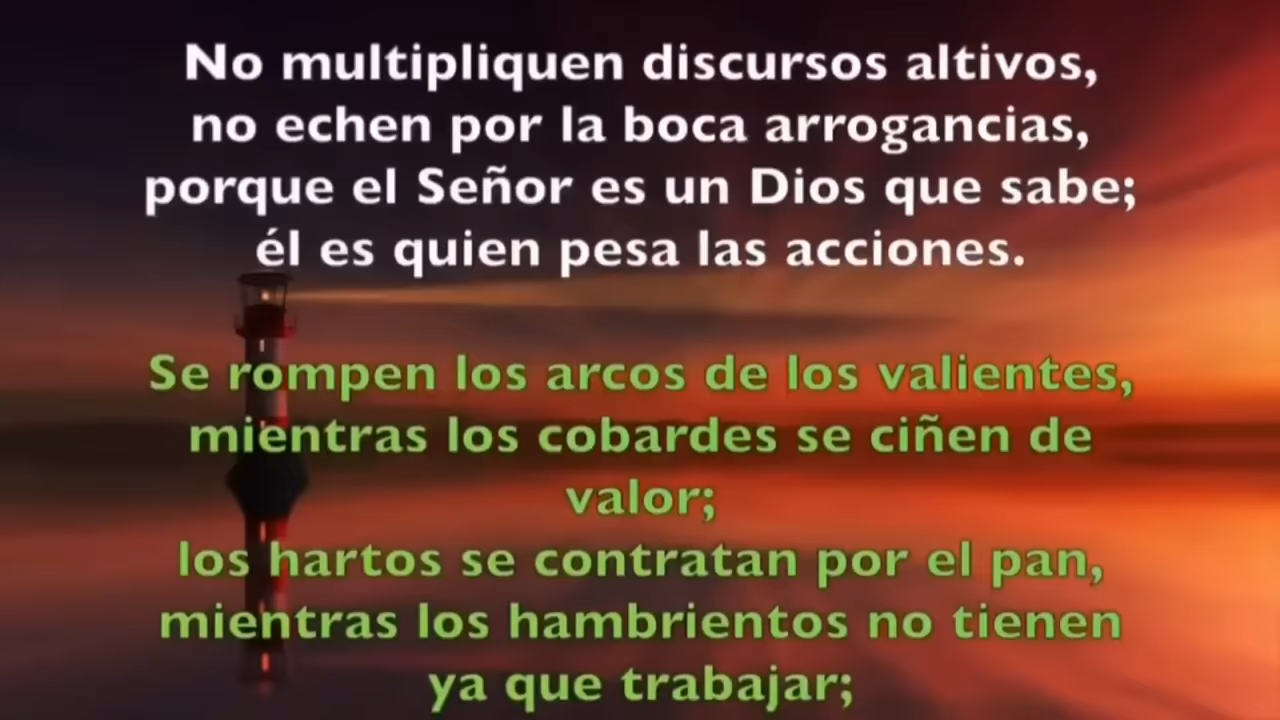 No multipliquen discursos altivos,
no echen por la boca arrogancias,
porque el Señor es un Dios que sabe;
él es quien pesa las acciones.
Se rompen los arcos de los valientes,
mientras los cobardes se ciñen de
valor;
los hartos se contratan por el pan,
mientras los hambrientos no tienen
ya que trabajar;